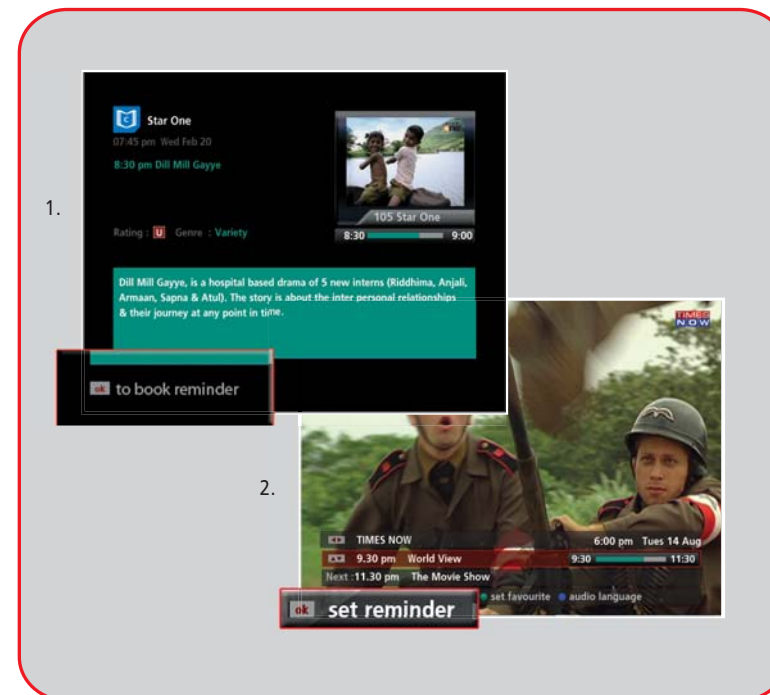 1.
Star One
07:45 pm Wed Feb 20
8:30 pm Dill Mill Gayye
one
105 Star One
8:30 9:00
Rating : U Genre : Variety
Dill Mill Gayye, is a hospital based drama of 5 new interns (Riddhima, Anjali,
Armaan, Sapna & Atul). The story is about the inter personal relationships
& their journey at any point in time.
ok to book reminder
2.
TIMES
NOW
TIMES NOW 6:00 pm Tues 14 Aug
9.30 pm World View 9:30 11:30
Next :11.30 pm The Movie Show
ok set reminder
set favourite audio language